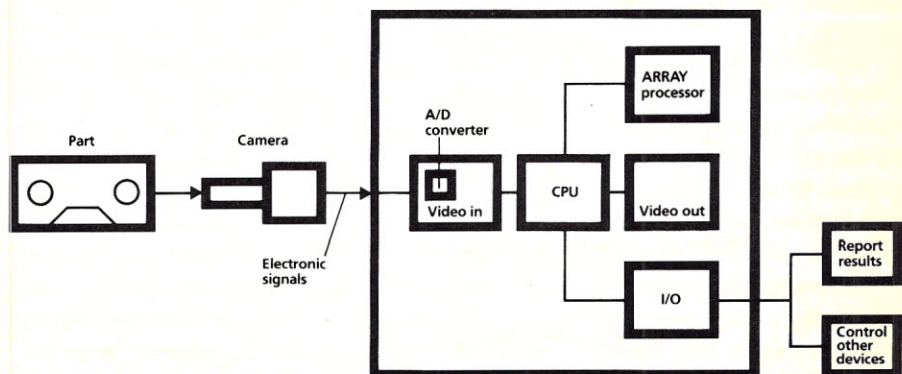 Part
Camera
Electronic
signals
A/D
converter
Video in
CPU
ARRAY
processor
Video out
I/O
Report
results
Control
other
devices